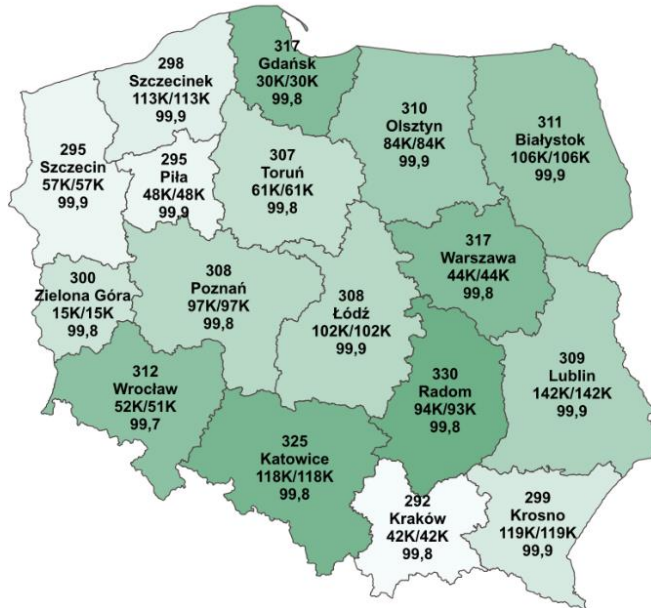 317
Gdańsk
30K/30K
99,8
298
Szczecinek
113K/113K
99,9
310
Olsztyn
84K/84K
99,9
311
Białystok
106K/106K
99,9
295
Szczecin
57K/57K
99,9
295
Piła
48K/48K
99,9
307
Toruń
61K/61K
99,8
317
Warszawa
44K/44K
99,8
300
Zielona Góra
15K/15K
99,8
308
Poznań
97K/97K
99,8
308
Łódź
102K/102K
99,9
309
Lublin
142K/142K
99,9
312
Wrocław
52K/51K
99,7
330
Radom
94K/93K
99,8
325
Katowice
118K/118K
99,8
292
Kraków
42K/42K
99,8
299
Krosno
119K/119K
99,9